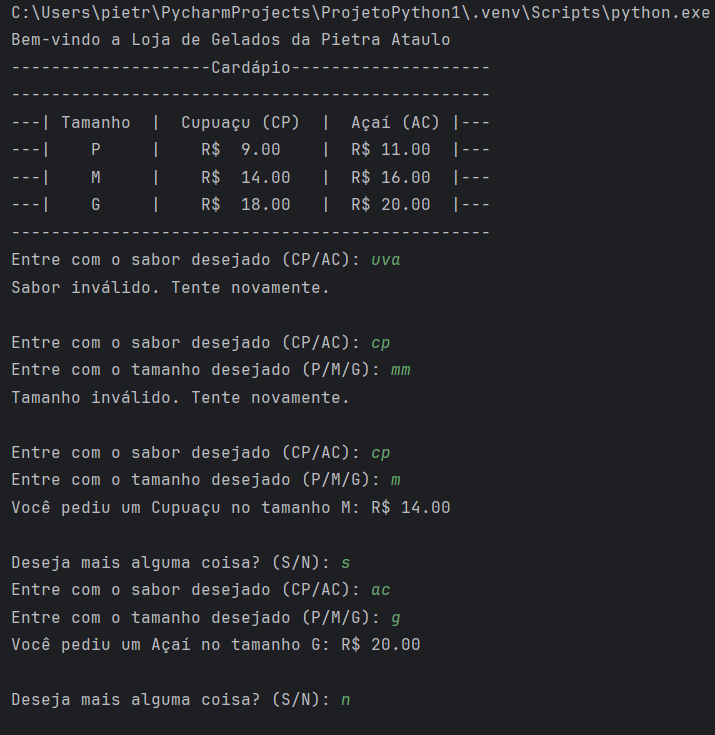 C:\Users\pietr\PycharmProjects\ProjetoPython1\.venv\Scripts\python.exe
Bem-vindo a Loja de Gelados da Pietra Ataulo
--------------------Cardápio--------------------
------------------------------------------------
---| Tamanho  |  Cupuaçu (CP)  |  Açaí (AC) |---
---|    P     |    R$  9.00    |  R$ 11.00  |---
---|    M     |    R$  14.00   |  R$ 16.00  |---
---|    G     |    R$  18.00   |  R$ 20.00  |---
------------------------------------------------
Entre com o sabor desejado (CP/AC): uva
Sabor inválido. Tente novamente.

Entre com o sabor desejado (CP/AC): cp
Entre com o tamanho desejado (P/M/G): mm
Tamanho inválido. Tente novamente.

Entre com o sabor desejado (CP/AC): cp
Entre com o tamanho desejado (P/M/G): m
Você pediu um Cupuaçu no tamanho M: R$ 14.00

Deseja mais alguma coisa? (S/N): s
Entre com o sabor desejado (CP/AC): ac
Entre com o tamanho desejado (P/M/G): g
Você pediu um Açaí no tamanho G: R$ 20.00

Deseja mais alguma coisa? (S/N): n